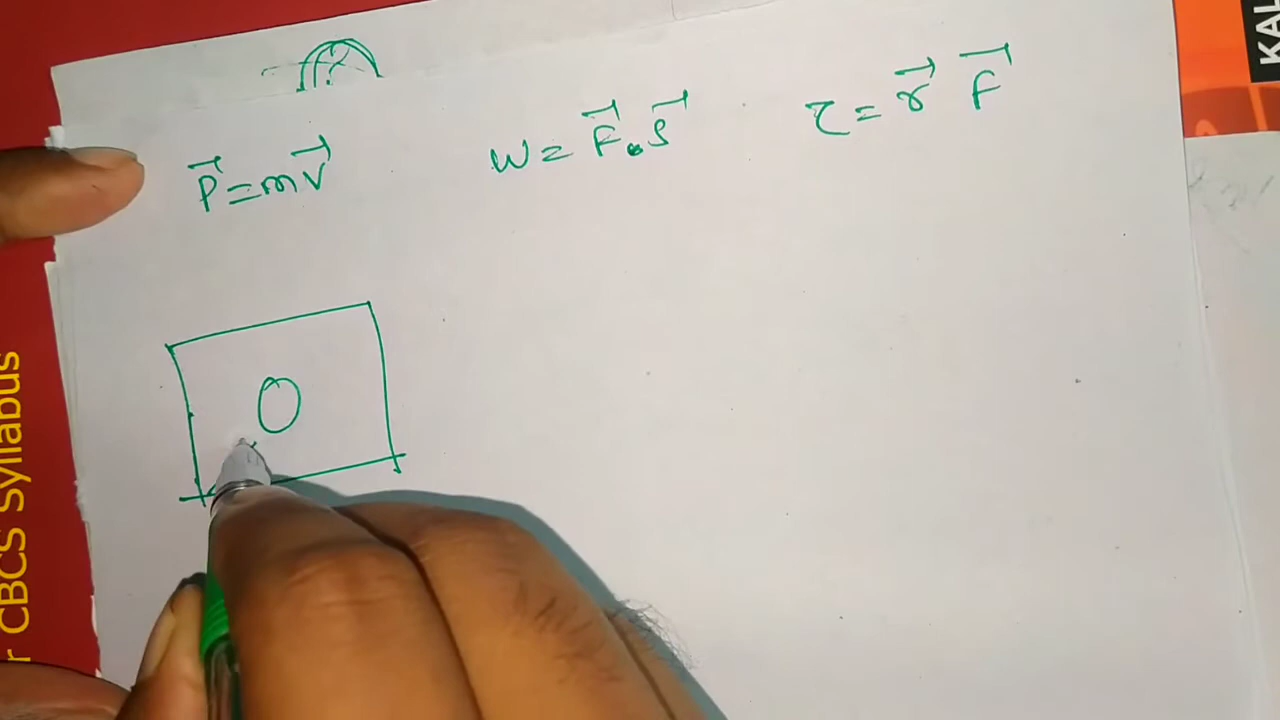 P⃗ = mv⃗
W = F⃗ . S⃗
τ = r⃗ F⃗
O
r CBCS Syllabus
KAL